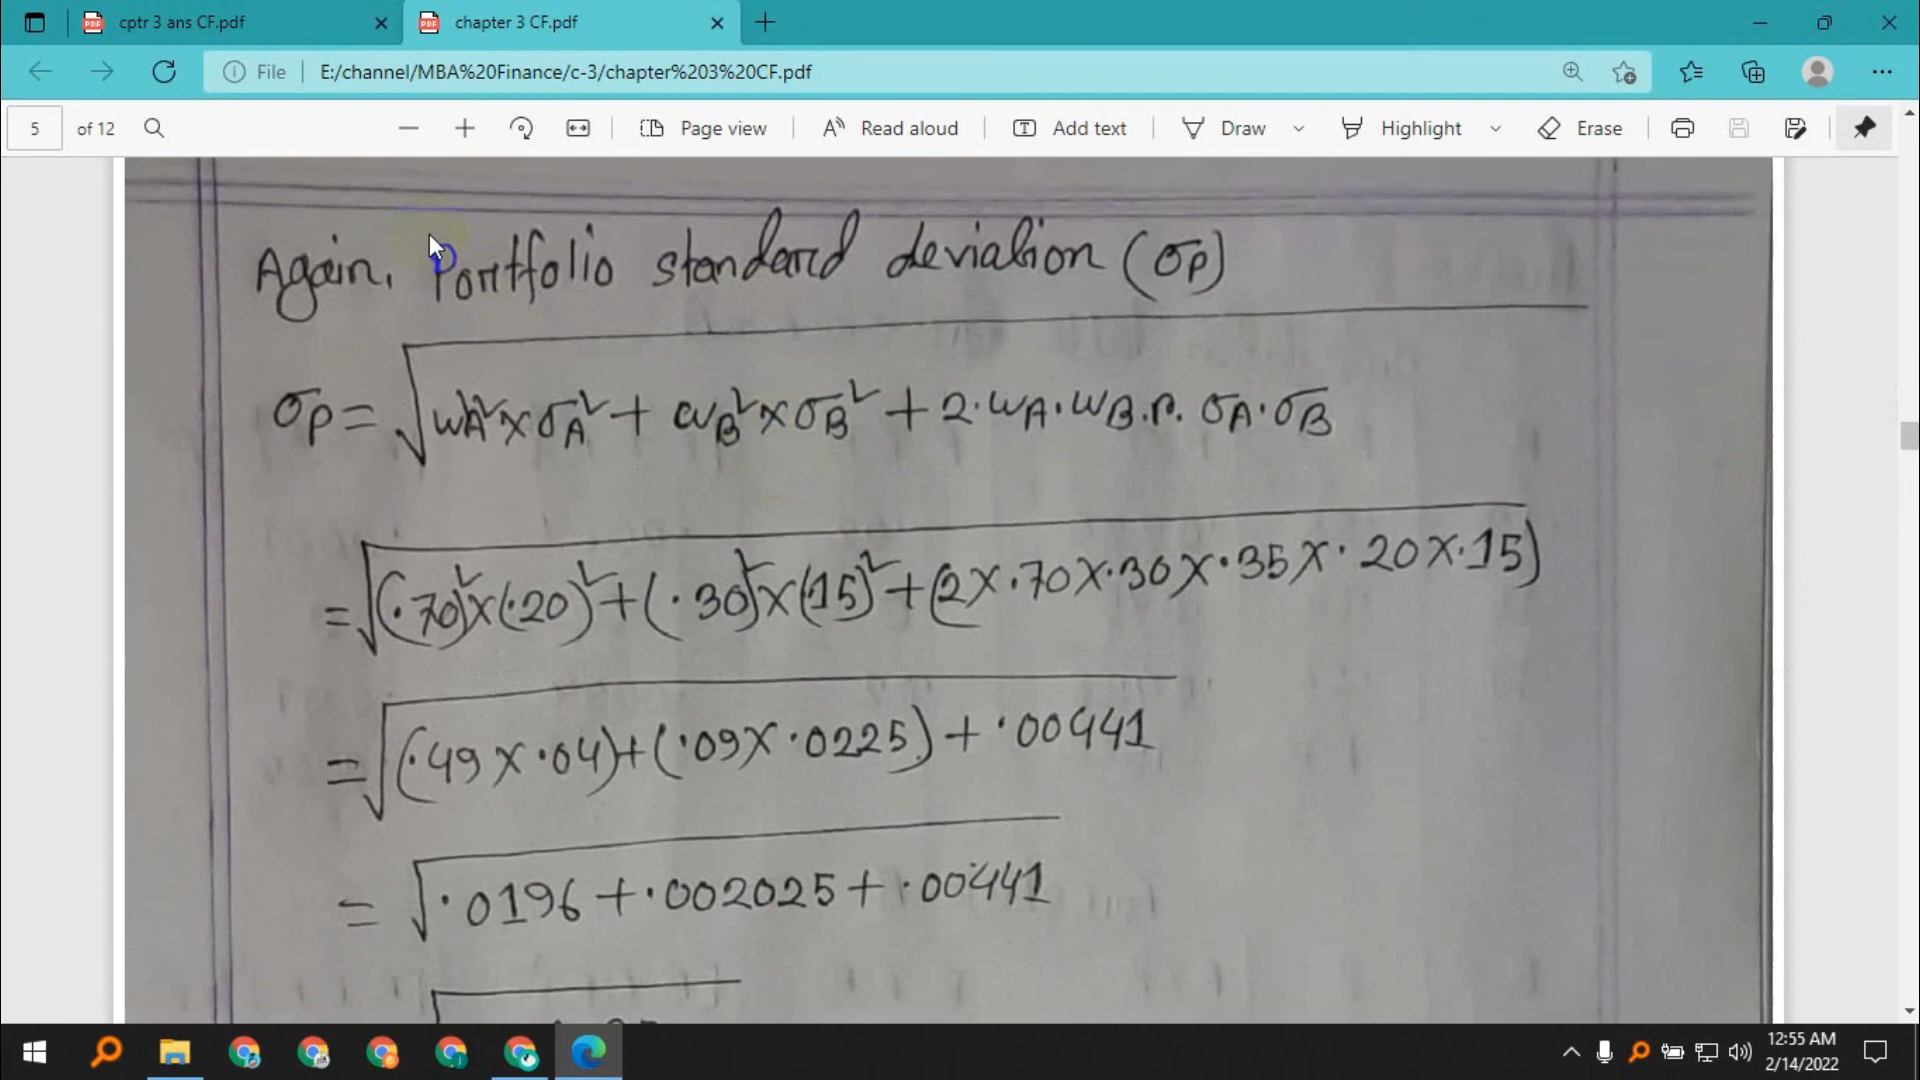 cptr 3 ans CF.pdf
chapter 3 CF.pdf
File E:/channel/MBA%20Finance/c-3/chapter%203%20CF.pdf
5 of 12 Page view Read aloud Add text Draw Highlight Erase
Again, Portfolio standard deviation (σp)
σp = √wA² x σA² + wB² x σB² + 2.wA.wB.P. σA.σB
= √(.70)² x (.20)² + (.30)² x (.15)² + (2 x .70 x .30 x .35 x .20 x .15)
= √(.49 x .04) + (.09 x .0225) + .00441
= √.0196 + .002025 + .00441
12:55 AM
2/14/2022